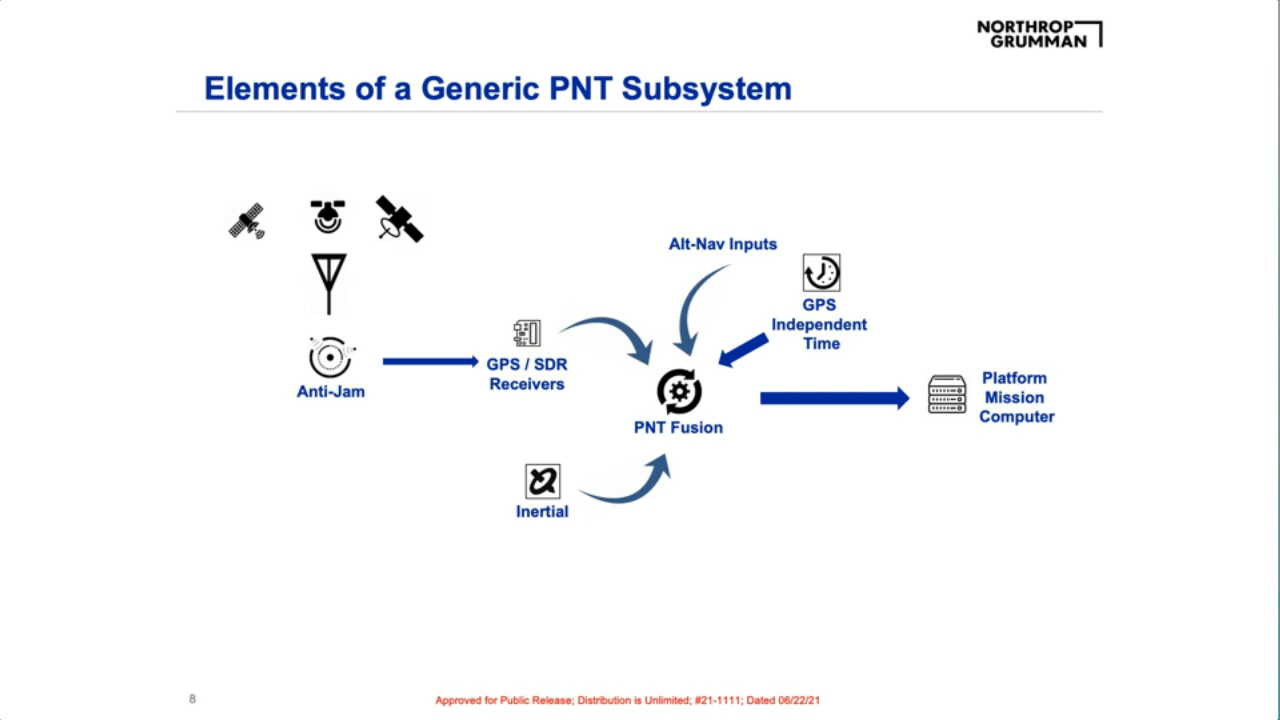 NORTHROP
GRUMMAN
Elements of a Generic PNT Subsystem
Alt-Nav Inputs
GPS
Independent
Time
GPS / SDR
Receivers
Anti-Jam
Platform
Mission
Computer
PNT Fusion
Inertial
8
Approved for Public Release; Distribution is Unlimited; #21-1111; Dated 06/22/21